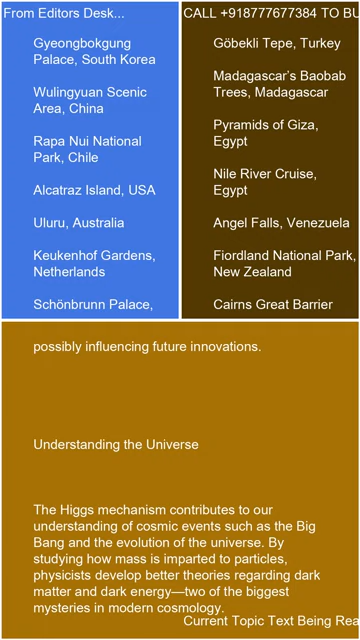 From Editors Desk...
Gyeongbokgung
Palace, South Korea
Wulingyuan Scenic
Area, China
Rapa Nui National
Park, Chile
Alcatraz Island, USA
Uluru, Australia
Keukenhof Gardens,
Netherlands
Schönbrunn Palace,
CALL +918777677384 TO BU
Göbekli Tepe, Turkey
Madagascar’s Baobab
Trees, Madagascar
Pyramids of Giza,
Egypt
Nile River Cruise,
Egypt
Angel Falls, Venezuela
Fiordland National Park,
New Zealand
Cairns Great Barrier
possibly influencing future innovations.
Understanding the Universe
The Higgs mechanism contributes to our
understanding of cosmic events such as the Big
Bang and the evolution of the universe. By
studying how mass is imparted to particles,
physicists develop better theories regarding dark
matter and dark energy—two of the biggest
mysteries in modern cosmology.
Current Topic Text Being Rea